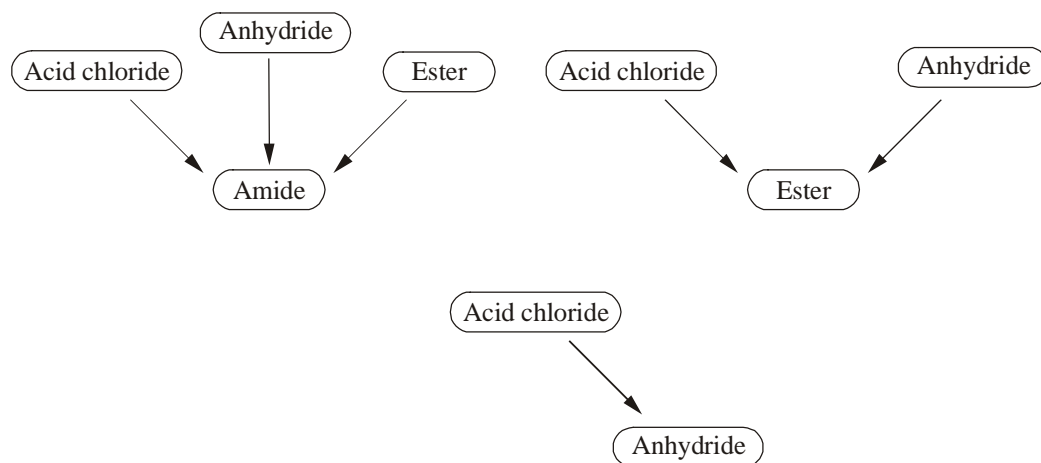 Anhydride
Acid chloride
Ester
Amide
Acid chloride
Anhydride
Ester
Acid chloride
Anhydride